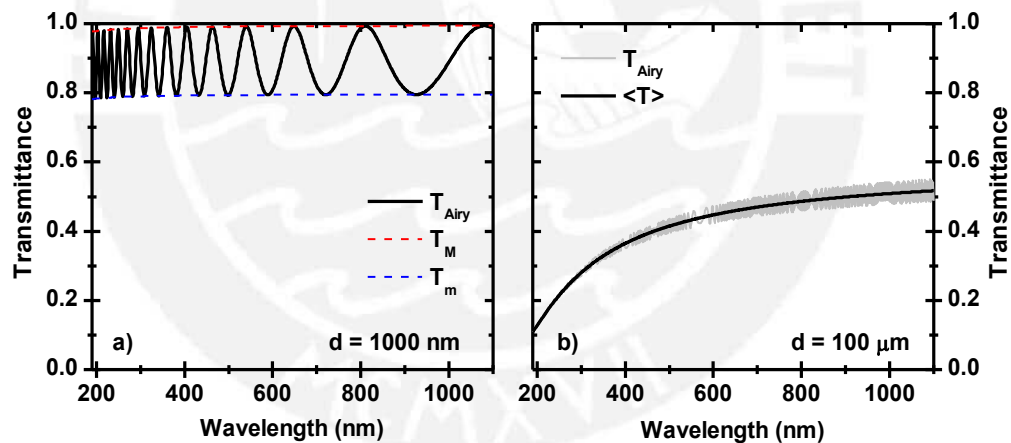 1.0
0.8
0.6
0.4
0.2
0.0
Transmittance
T_Airy
T_M
T_m
a)
d = 1000 nm
200 400 600 800 1000
Wavelength (nm)
T_Airy
<T>
b)
d = 100 μm
200 400 600 800 1000
Wavelength (nm)
1.0
0.8
0.6
0.4
0.2
0.0
Transmittance
ET
MXVII